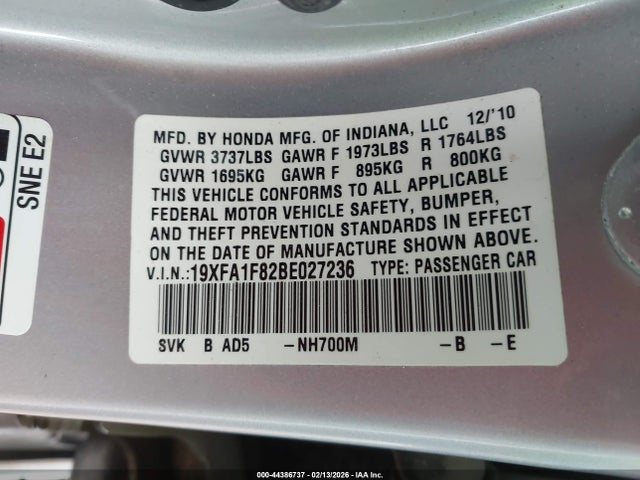 MFD. BY HONDA MFG. OF INDIANA, LLC 12/'10
GVWR 3737LBS GAWR F 1973LBS R 1764LBS
GVWR 1695KG GAWR F 895KG R 800KG
THIS VEHICLE CONFORMS TO ALL APPLICABLE
FEDERAL MOTOR VEHICLE SAFETY, BUMPER,
AND THEFT PREVENTION STANDARDS IN EFFECT
ON THE DATE OF MANUFACTURE SHOWN ABOVE.
V.I.N.:19XFA1F82BE027236 TYPE: PASSENGER CAR
SVK B AD5 -NH700M -B -E
SNE E2
000-44386737 - 02/13/2026 - IAA Inc.